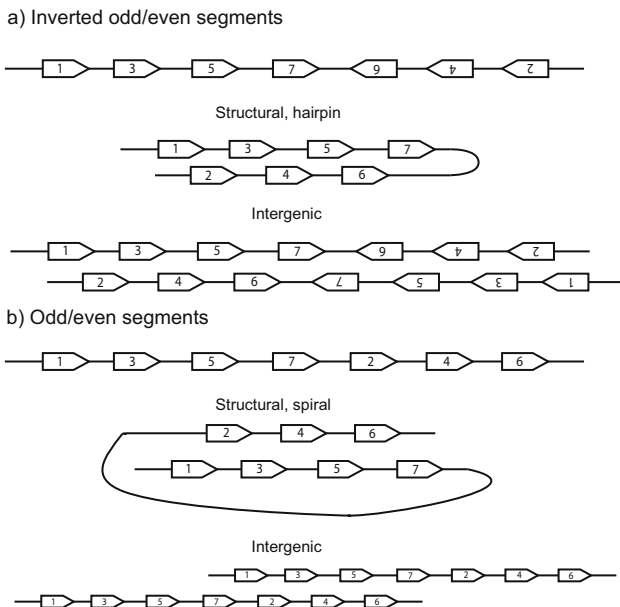 a) Inverted odd/even segments
1 3 5 7 6 4 2
Structural, hairpin
1 3 5 7
2 4 6
Intergenic
1 3 5 7 6 4 2
2 4 6 7 5 3 1
b) Odd/even segments
1 3 5 7 2 4 6
Structural, spiral
2 4 6
1 3 5 7
Intergenic
1 3 5 7 2 4 6
1 3 5 7 2 4 6